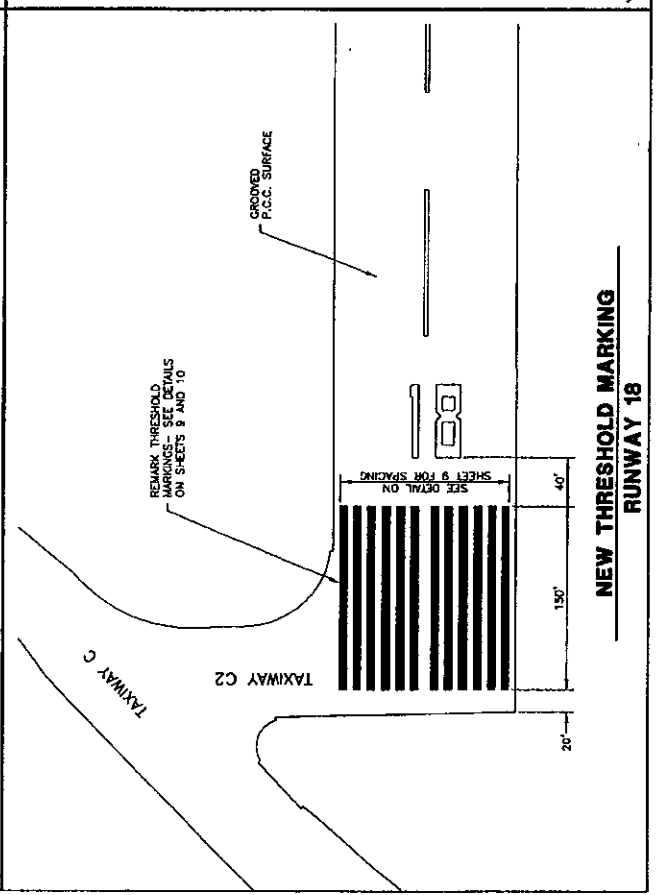 GROOVED
P.C.C. SURFACE
REMARK THRESHOLD
MARKINGS- SEE DETAILS
ON SHEETS 9 AND 10
TAXIWAY C
TAXIWAY C2
SEE DETAIL ON
SHEET 9 FOR SPACING
18
40'
150'
20'
NEW THRESHOLD MARKING
RUNWAY 18